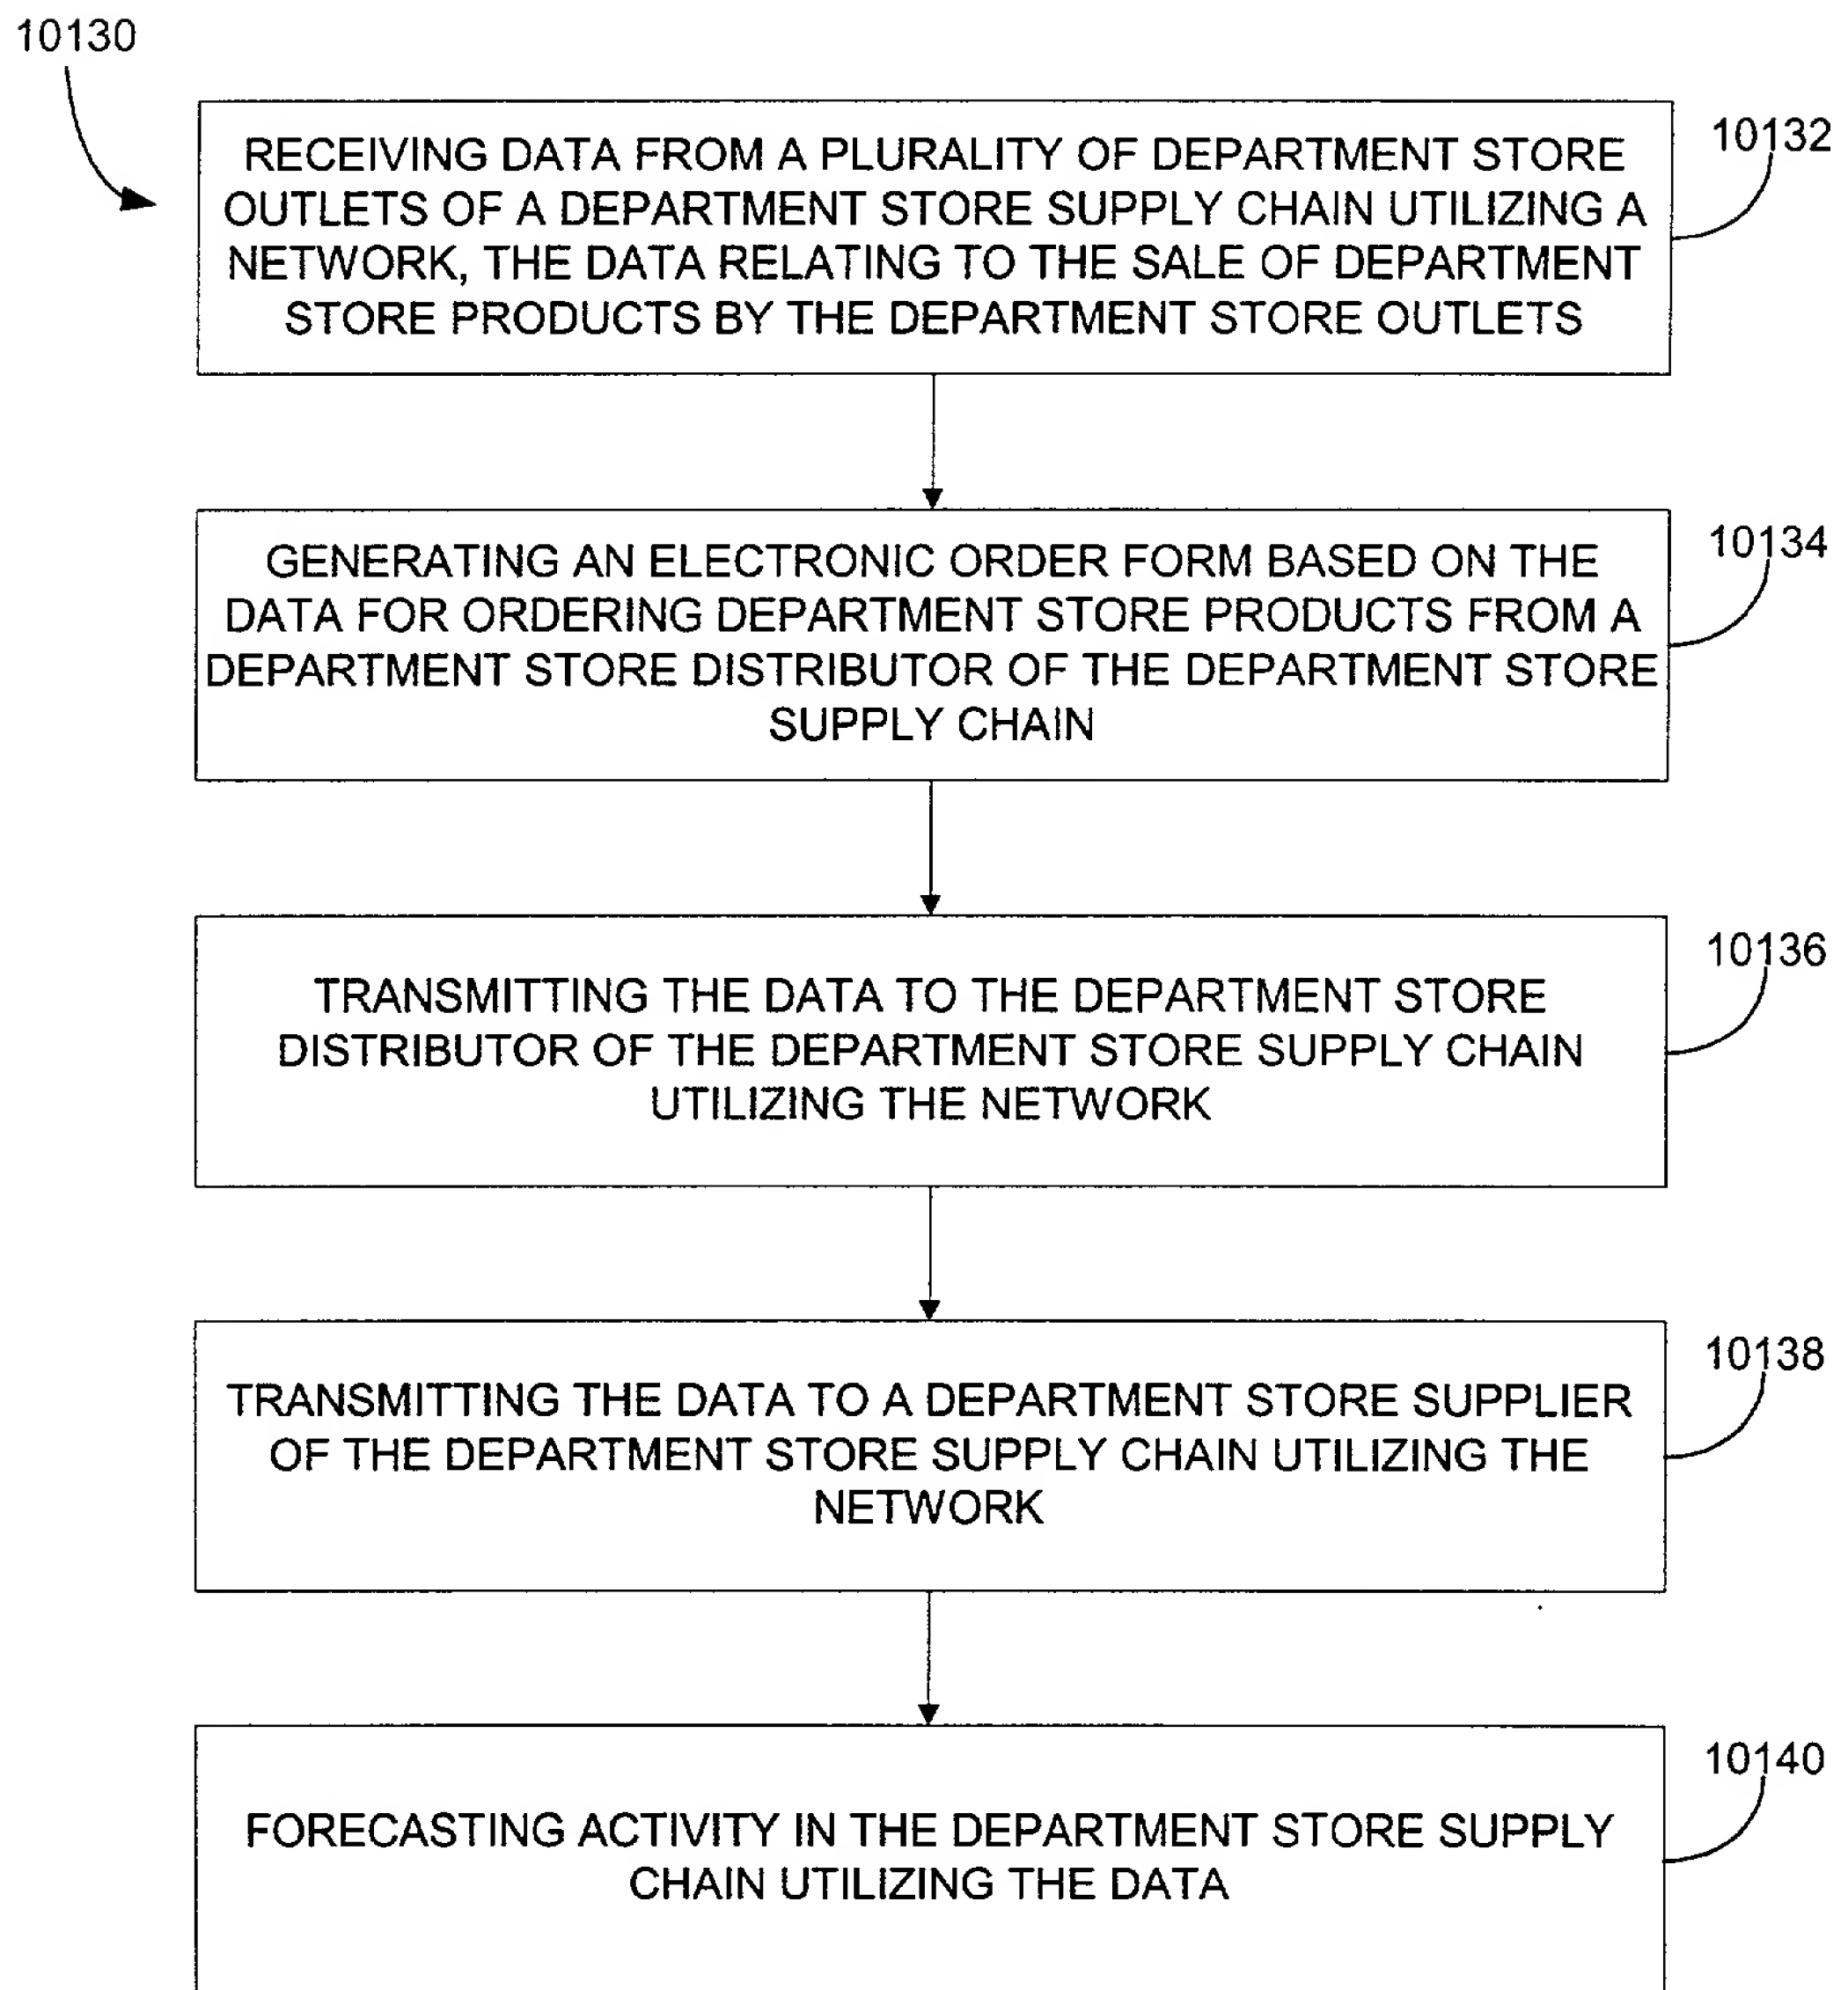 10130
RECEIVING DATA FROM A PLURALITY OF DEPARTMENT STORE
OUTLETS OF A DEPARTMENT STORE SUPPLY CHAIN UTILIZING A
NETWORK, THE DATA RELATING TO THE SALE OF DEPARTMENT
STORE PRODUCTS BY THE DEPARTMENT STORE OUTLETS
10132
GENERATING AN ELECTRONIC ORDER FORM BASED ON THE
DATA FOR ORDERING DEPARTMENT STORE PRODUCTS FROM A
DEPARTMENT STORE DISTRIBUTOR OF THE DEPARTMENT STORE
SUPPLY CHAIN
10134
TRANSMITTING THE DATA TO THE DEPARTMENT STORE
DISTRIBUTOR OF THE DEPARTMENT STORE SUPPLY CHAIN
UTILIZING THE NETWORK
10136
TRANSMITTING THE DATA TO A DEPARTMENT STORE SUPPLIER
OF THE DEPARTMENT STORE SUPPLY CHAIN UTILIZING THE
NETWORK
10138
FORECASTING ACTIVITY IN THE DEPARTMENT STORE SUPPLY
CHAIN UTILIZING THE DATA
10140